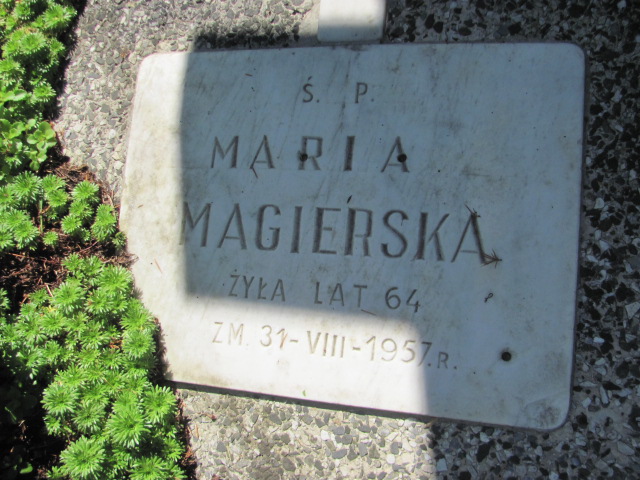 Ś. P.
MARIA
MAGIERSKA
ŻYŁA LAT 64
ZM. 31-VIII-1957.R.